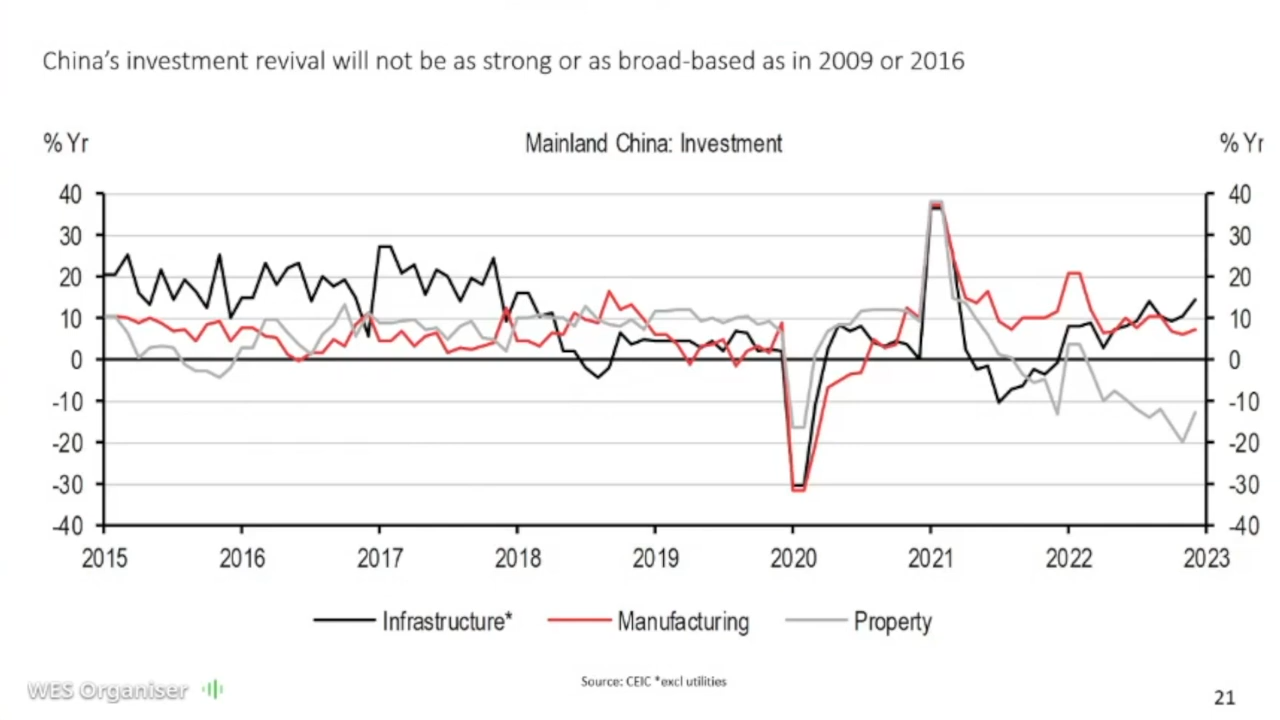 China's investment revival will not be as strong or as broad-based as in 2009 or 2016
% Yr Mainland China: Investment % Yr
40 40
30 30
20 20
10 10
0 0
-10 -10
-20 -20
-30 -30
-40 -40
2015 2016 2017 2018 2019 2020 2021 2022 2023
Infrastructure* Manufacturing Property
Source: CEIC *excl utilities
WES Organiser
21